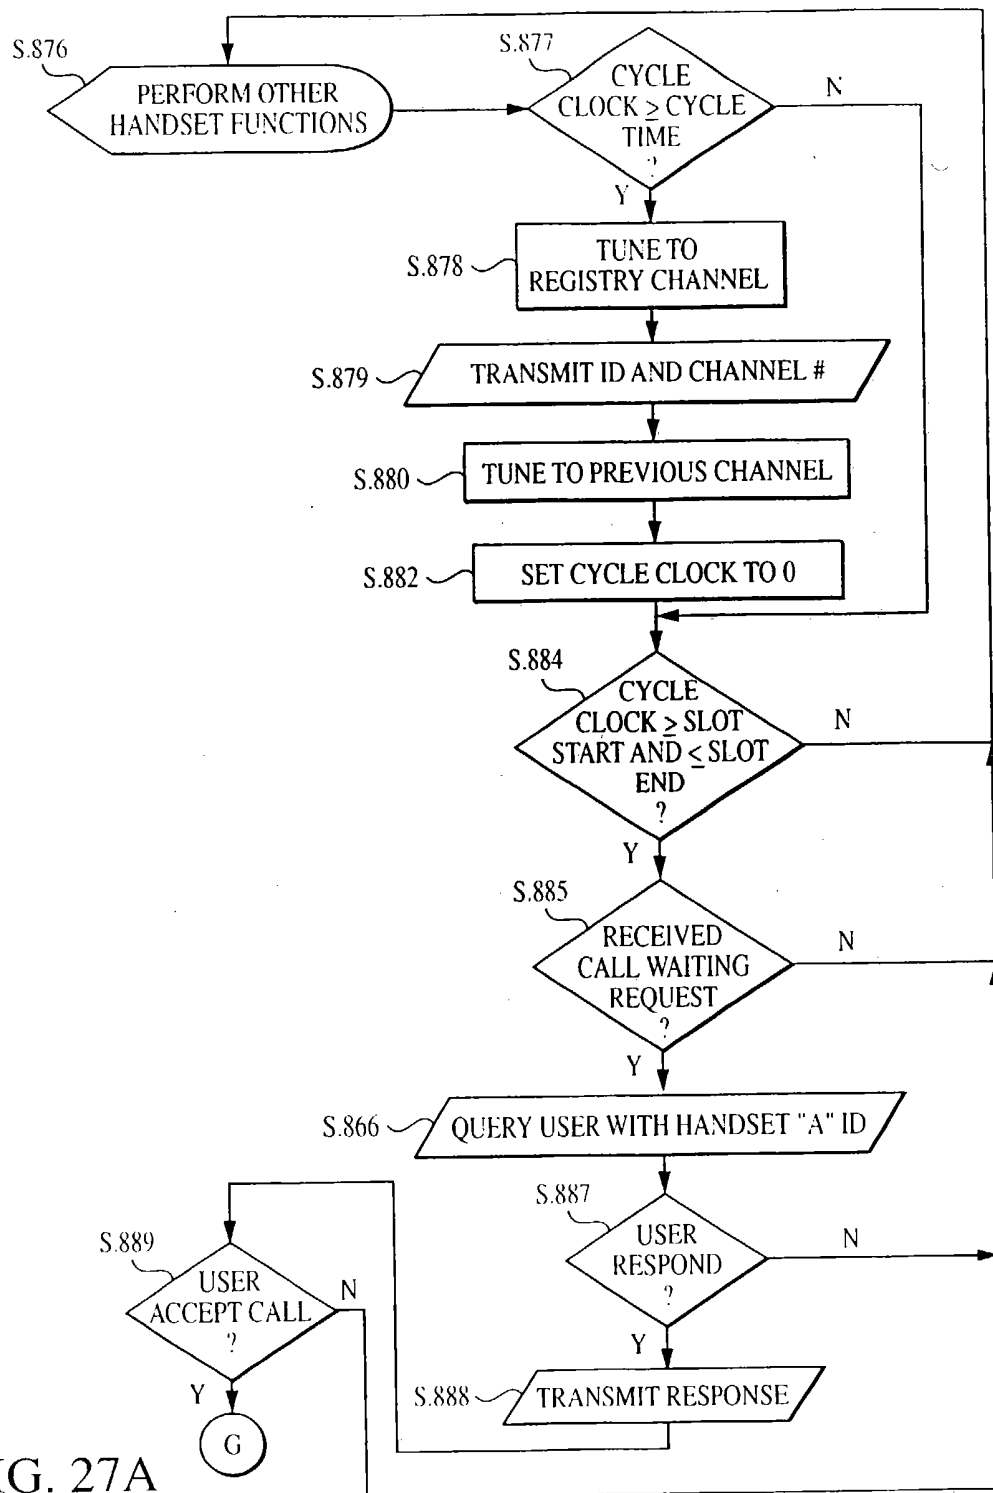 S.876
PERFORM OTHER
HANDSET FUNCTIONS
S.877
CYCLE
CLOCK ≥ CYCLE
TIME
?
N
Y
S.878
TUNE TO
REGISTRY CHANNEL
S.879
TRANSMIT ID AND CHANNEL #
S.880
TUNE TO PREVIOUS CHANNEL
S.882
SET CYCLE CLOCK TO 0
S.884
CYCLE
CLOCK ≥ SLOT
START AND ≤ SLOT
END
?
N
Y
S.885
RECEIVED
CALL WAITING
REQUEST
?
N
Y
S.866
QUERY USER WITH HANDSET "A" ID
S.887
USER
RESPOND
?
N
Y
S.888
TRANSMIT RESPONSE
S.889
USER
ACCEPT CALL
?
N
Y
G
IG. 27A